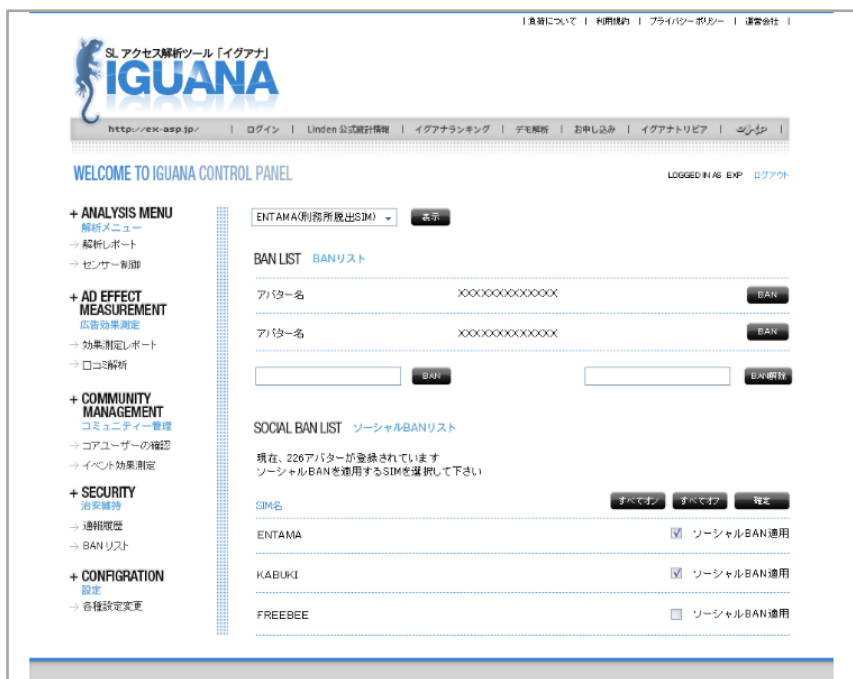 | 負荷について | 利用規約 | プライバシーポリシー | 運営会社 |
SL アクセス解析ツール「イグアナ」
IGUANA
http://ex-asp.jp/ | ログイン | Linden 公式統計情報 | イグアナランキング | デモ解析 | お申し込み | イグアナトリビア |
WELCOME TO IGUANA CONTROL PANEL
LOGGED IN AS EXP ログアウト
+ ANALYSIS MENU
解析メニュー
→ 解析レポート
→ センサー制御
+ AD EFFECT
MEASUREMENT
広告効果測定
→ 効果測定レポート
→ 口コミ解析
+ COMMUNITY
MANAGEMENT
コミュニティー管理
→ コアユーザーの確認
→ イベント効果測定
+ SECURITY
治安維持
→ 通報履歴
→ BANリスト
+ CONFIGRATION
設定
→ 各種設定変更
ENTAMA(刑務所脱出SIM) 表示
BAN LIST BANリスト
アバター名 XXXXXXXXXXXXXX BAN
アバター名 XXXXXXXXXXXXXX BAN
BAN BAN解除
SOCIAL BAN LIST ソーシャルBANリスト
現在、226アバターが登録されています
ソーシャルBANを適用するSIMを選択して下さい
SIM名 すべてオン すべてオフ 確定
ENTAMA ソーシャルBAN適用
KABUKI ソーシャルBAN適用
FREEBEE ソーシャルBAN適用